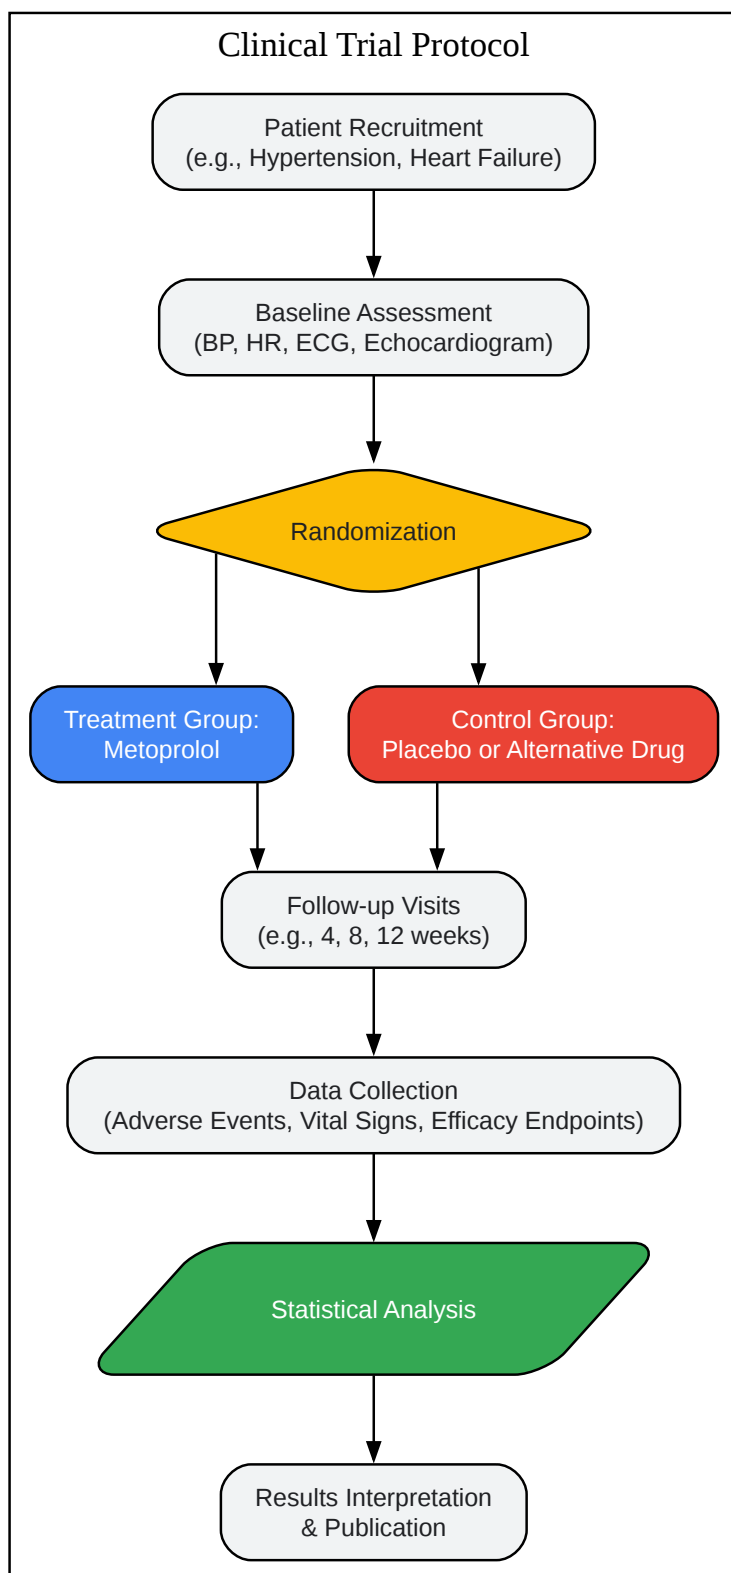 Clinical Trial Protocol
Patient Recruitment
(e.g., Hypertension, Heart Failure)
Baseline Assessment
(BP, HR, ECG, Echocardiogram)
Randomization
Treatment Group:
Metoprolol
Control Group:
Placebo or Alternative Drug
Follow-up Visits
(e.g., 4, 8, 12 weeks)
Data Collection
(Adverse Events, Vital Signs, Efficacy Endpoints)
Statistical Analysis
Results Interpretation
& Publication